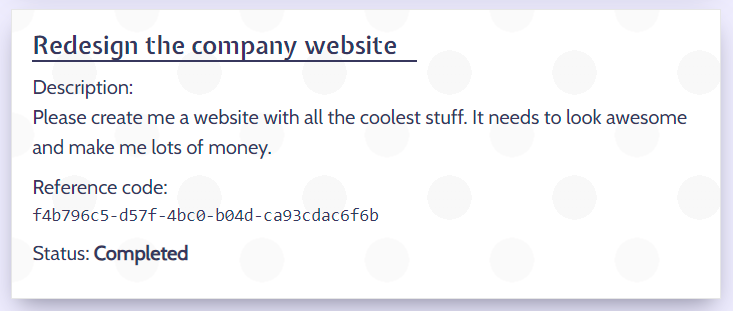 Redesign the company website
Description:
Please create me a website with all the coolest stuff. It needs to look awesome
and make me lots of money.
Reference code:
f4b796c5-d57f-4bc0-b04d-ca93cdac6f6b
Status: Completed